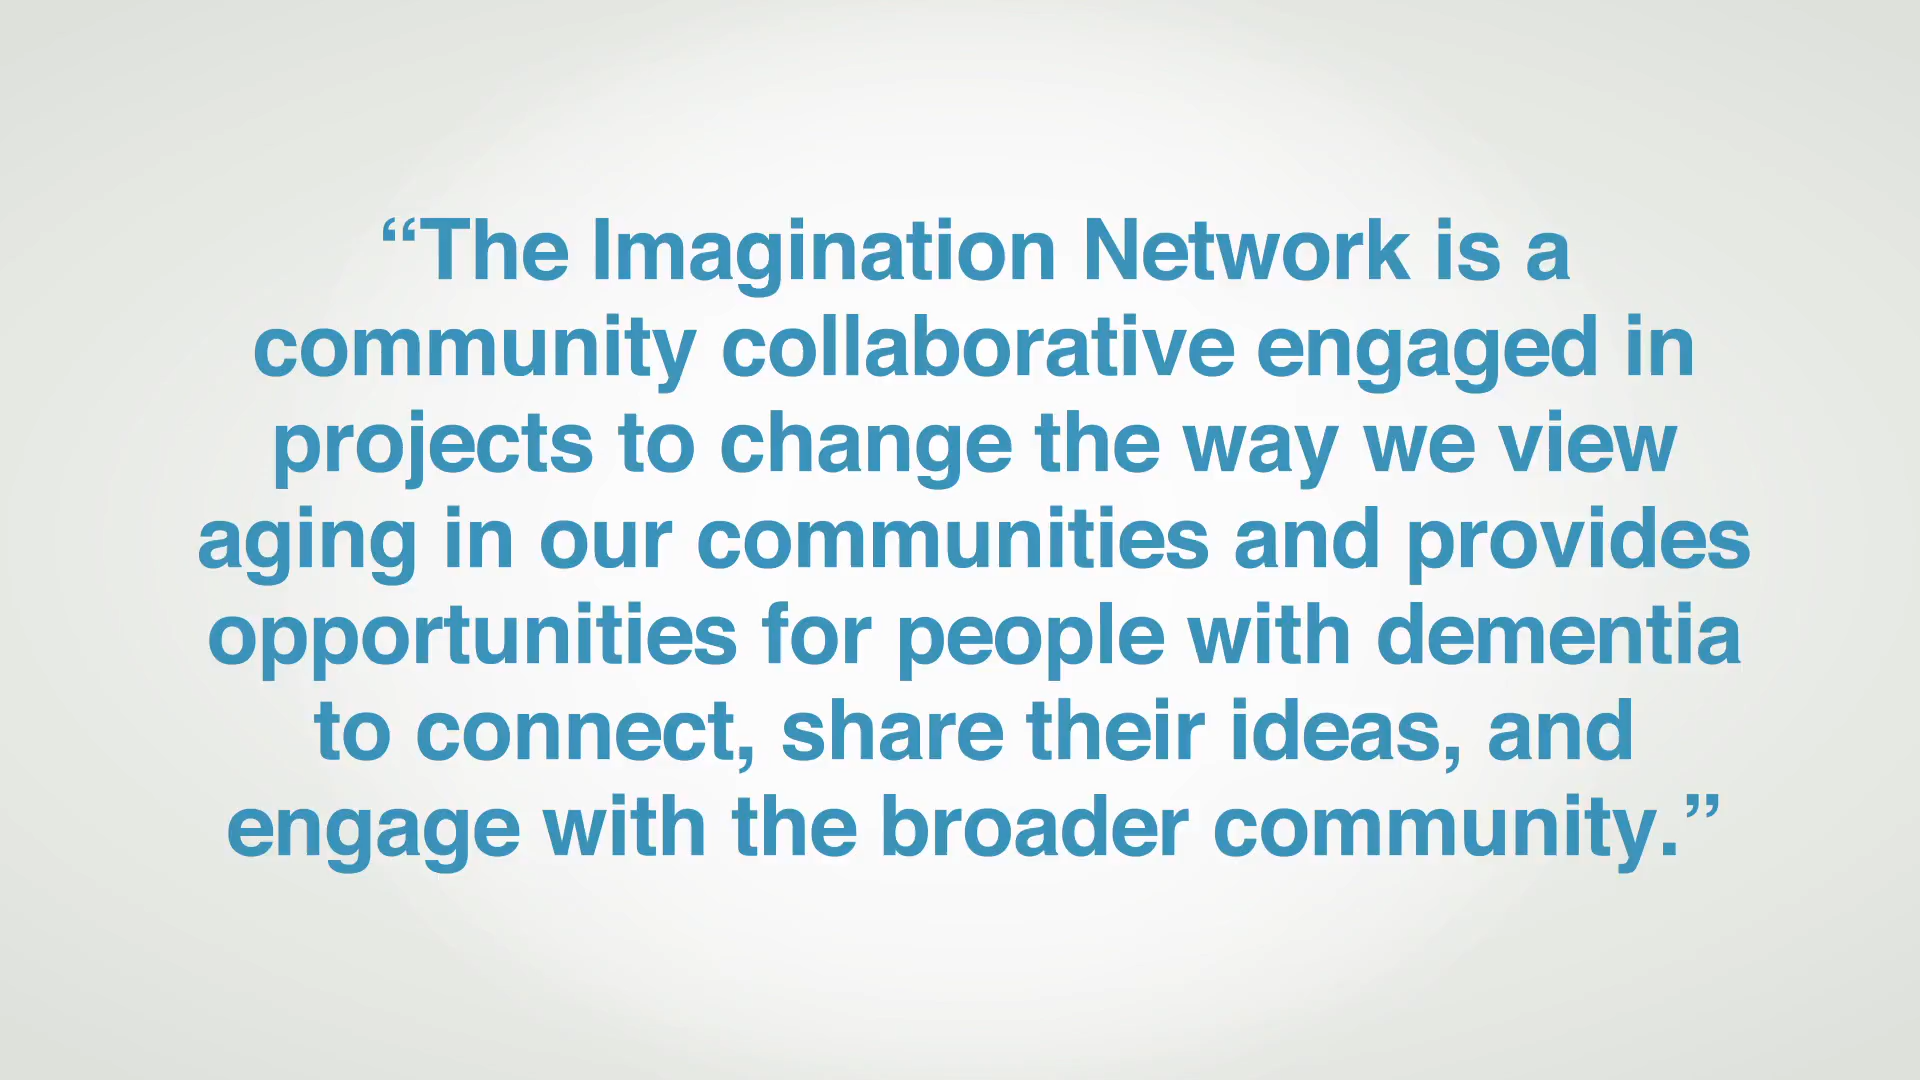 “The Imagination Network is a
community collaborative engaged in
projects to change the way we view
aging in our communities and provides
opportunities for people with dementia
to connect, share their ideas, and
engage with the broader community.”